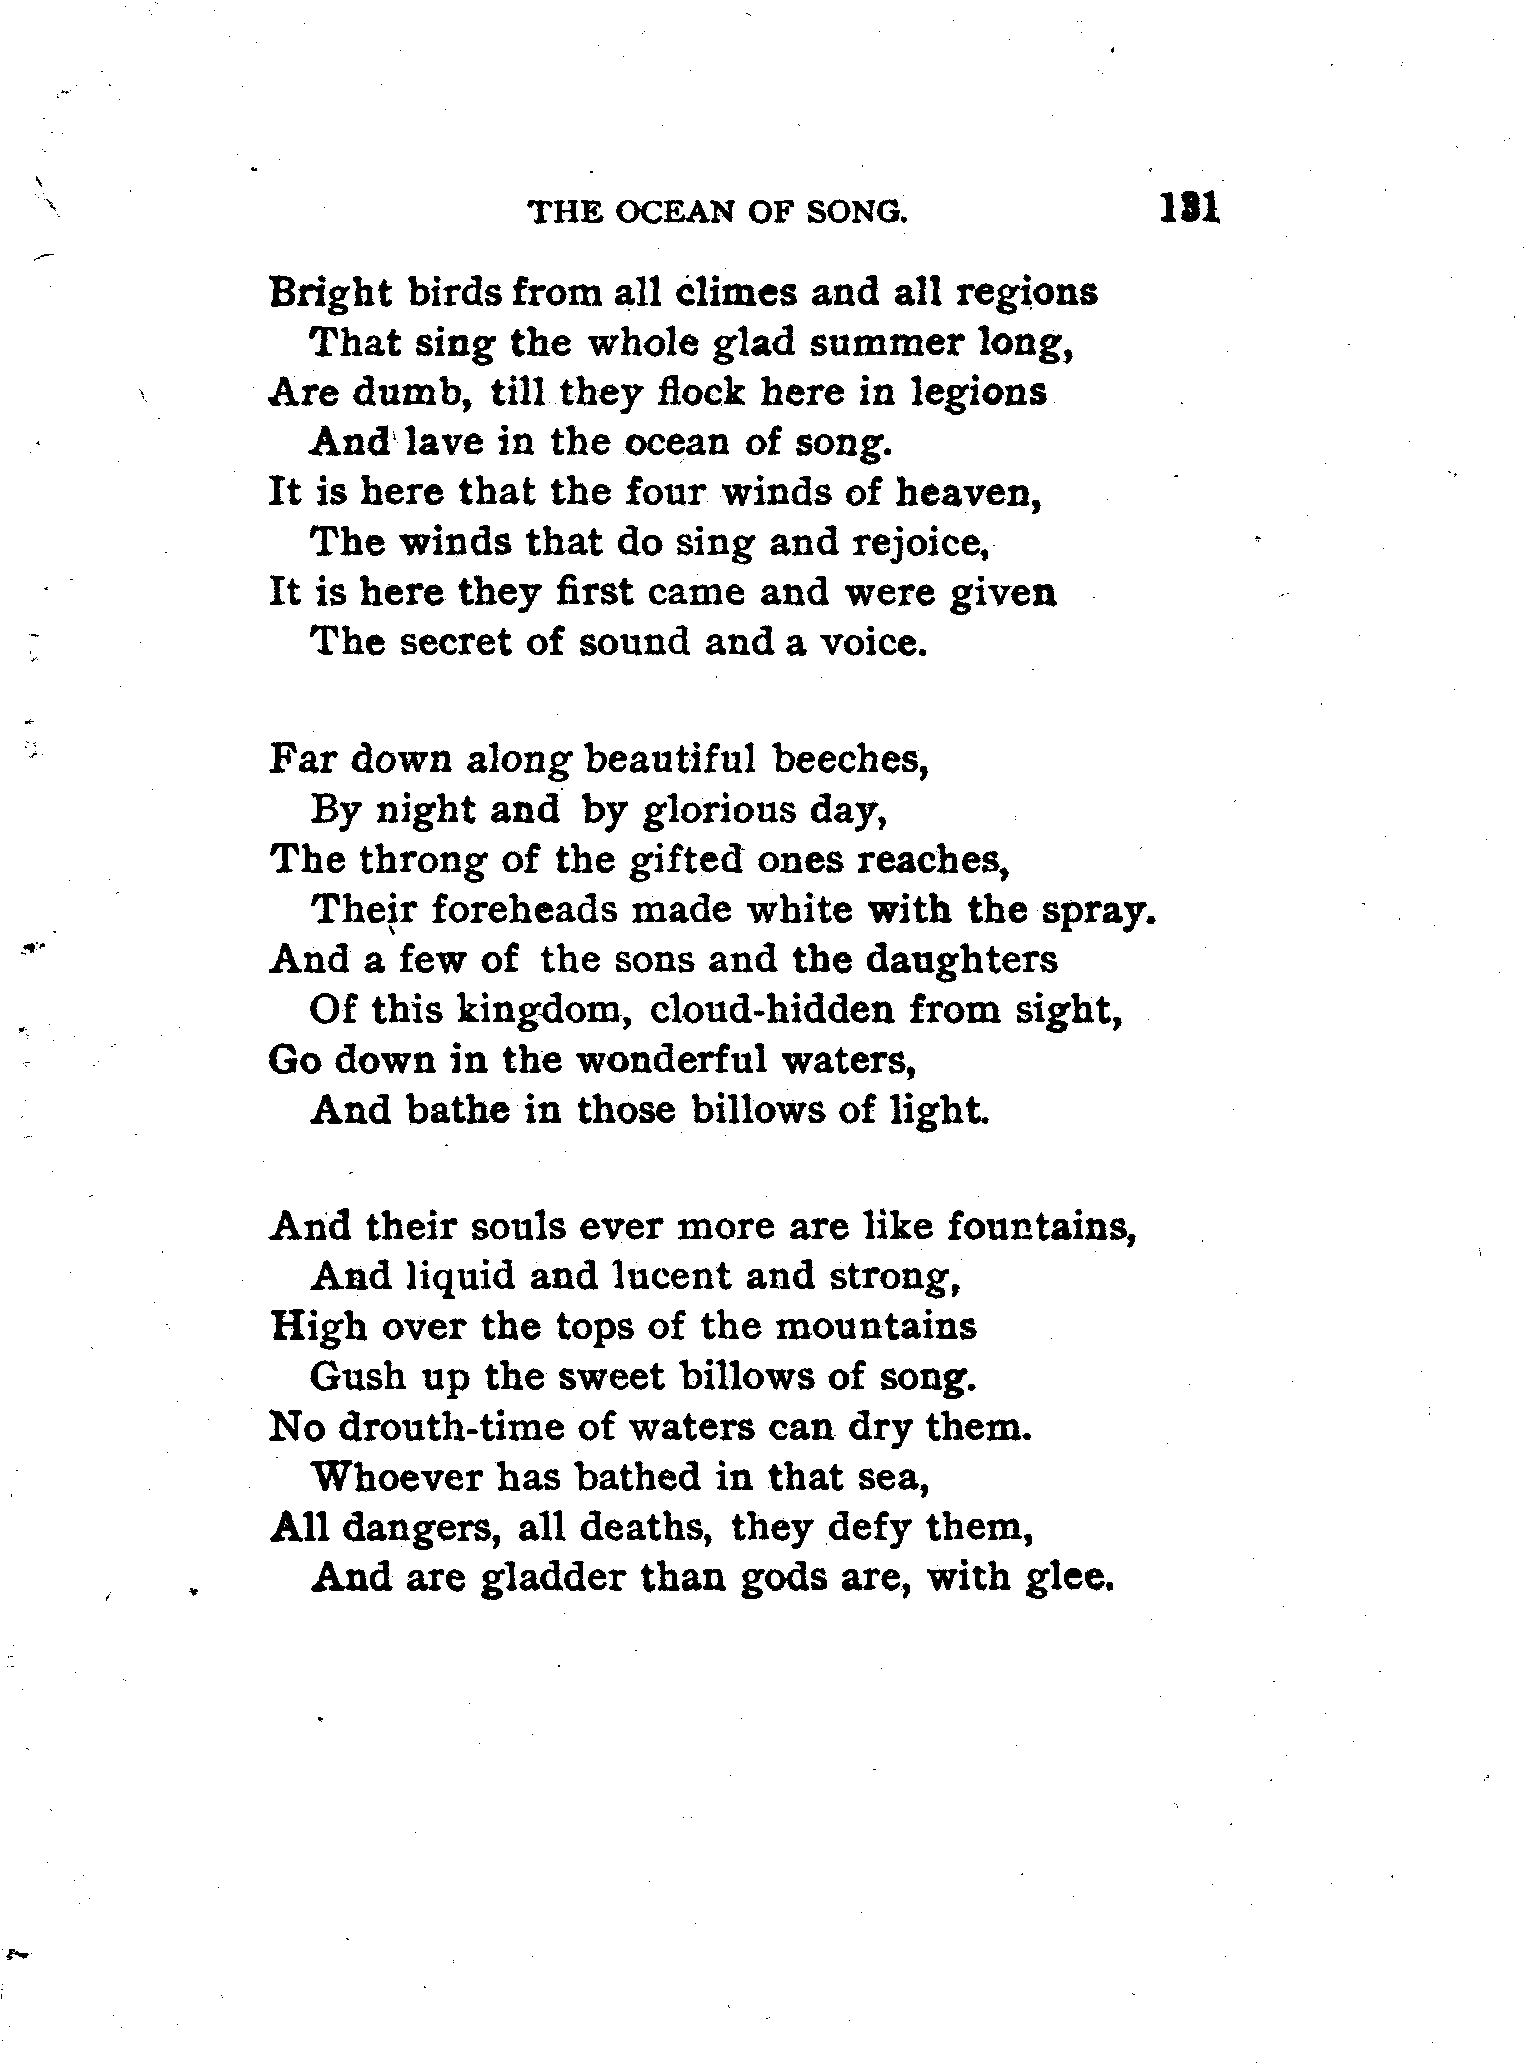 THE OCEAN OF SONG. 131
Bright birds from all climes and all regions
That sing the whole glad summer long,
Are dumb, till they flock here in legions
And lave in the ocean of song.
It is here that the four winds of heaven,
The winds that do sing and rejoice,
It is here they first came and were given
The secret of sound and a voice.
Far down along beautiful beeches,
By night and by glorious day,
The throng of the gifted ones reaches,
Their foreheads made white with the spray.
And a few of the sons and the daughters
Of this kingdom, cloud-hidden from sight,
Go down in the wonderful waters,
And bathe in those billows of light.
And their souls ever more are like fountains,
And liquid and lucent and strong,
High over the tops of the mountains
Gush up the sweet billows of song.
No drouth-time of waters can dry them.
Whoever has bathed in that sea,
All dangers, all deaths, they defy them,
And are gladder than gods are, with glee.